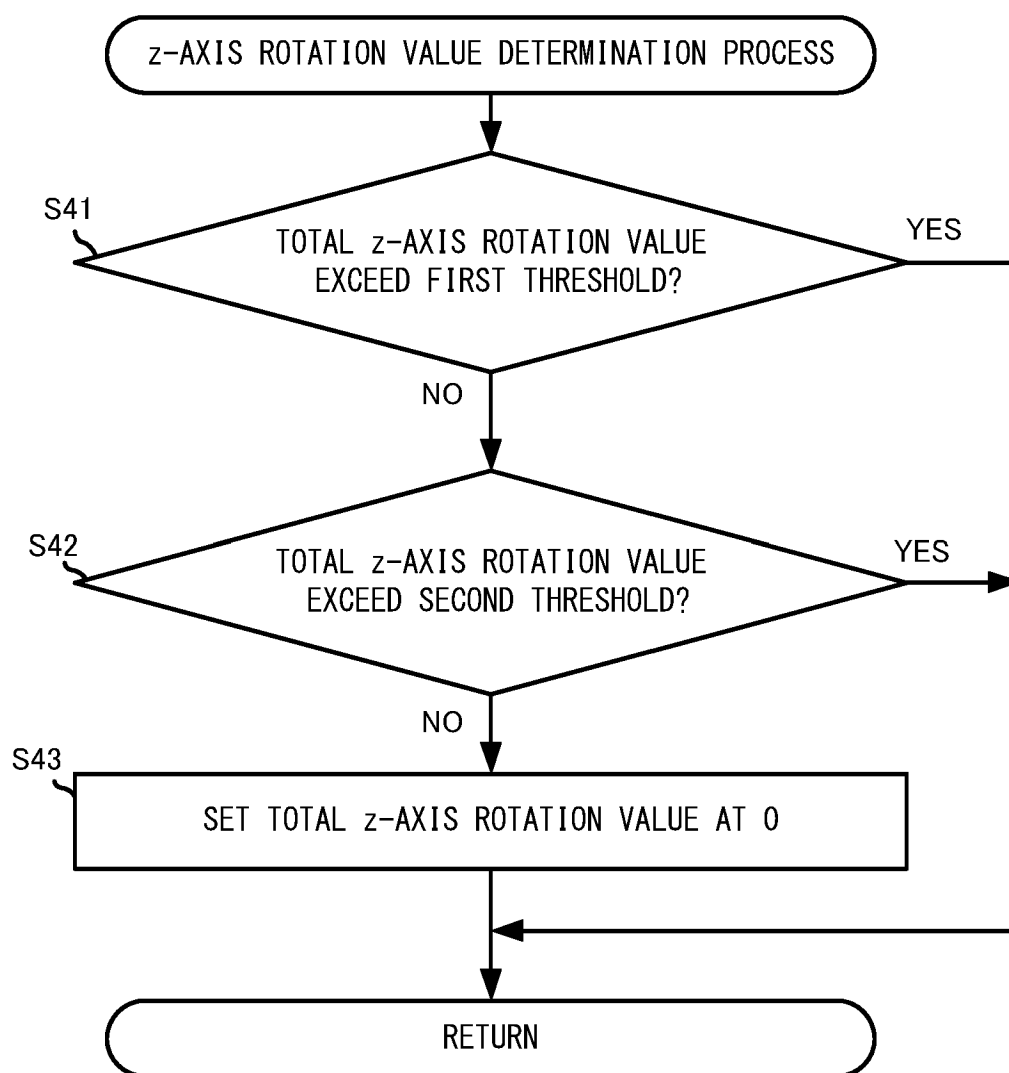 z-AXIS ROTATION VALUE DETERMINATION PROCESS
S41
TOTAL z-AXIS ROTATION VALUE
EXCEED FIRST THRESHOLD?
YES
NO
S42
TOTAL z-AXIS ROTATION VALUE
EXCEED SECOND THRESHOLD?
YES
NO
S43
SET TOTAL z-AXIS ROTATION VALUE AT 0
RETURN